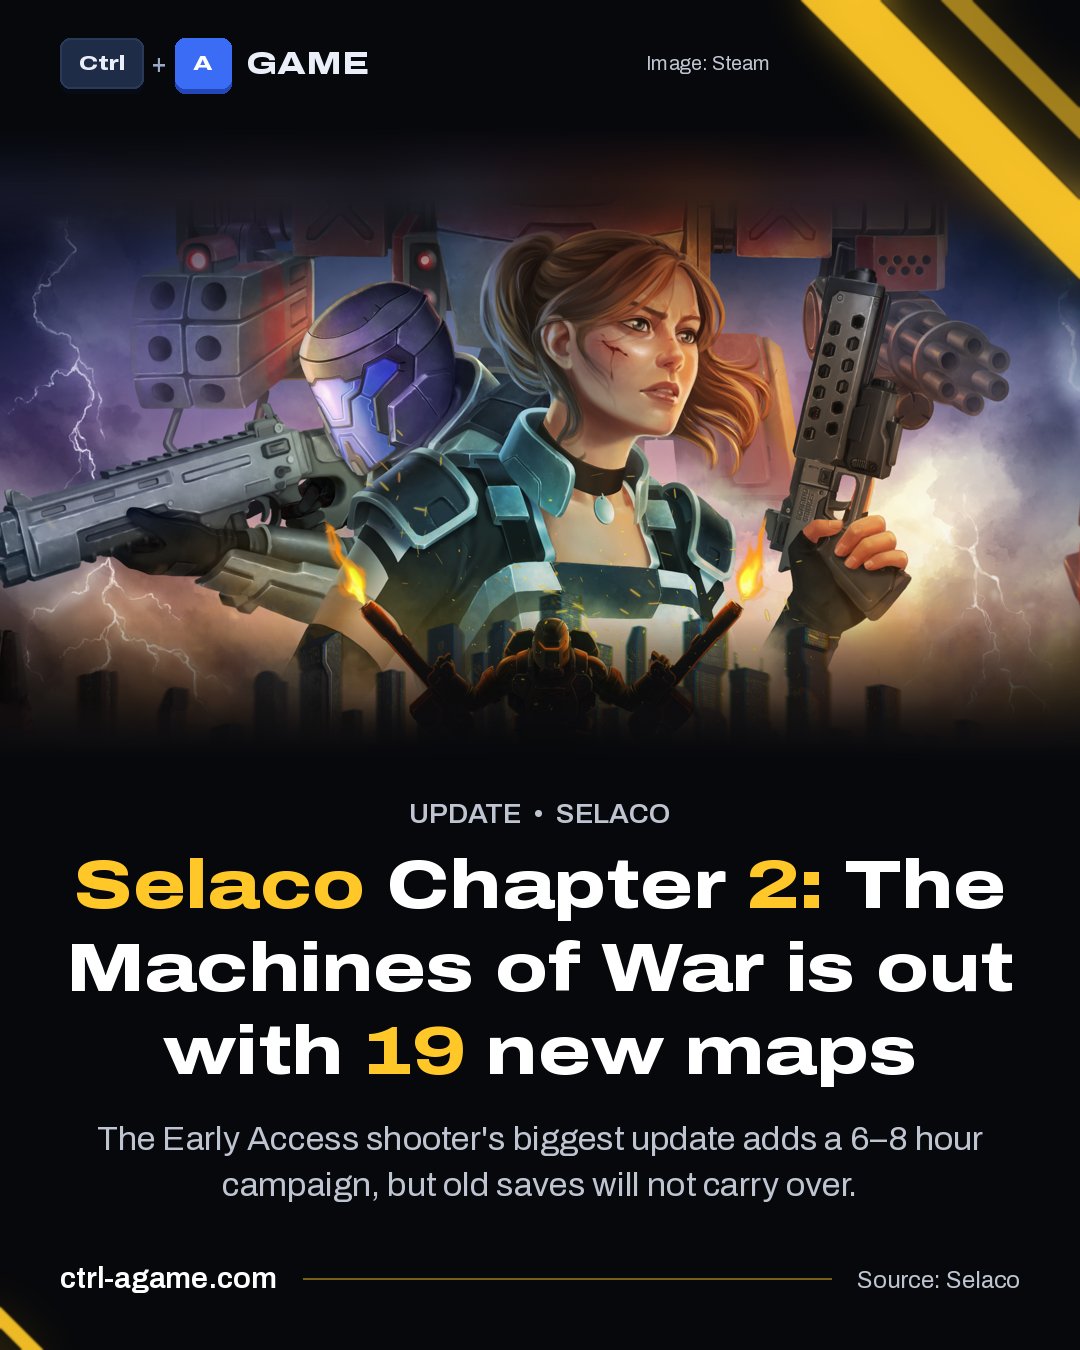 Ctrl + A GAME
Image: Steam
UPDATE • SELACO
Selaco Chapter 2: The
Machines of War is out
with 19 new maps
The Early Access shooter's biggest update adds a 6–8 hour
campaign, but old saves will not carry over.
ctrl-agame.com
Source: Selaco